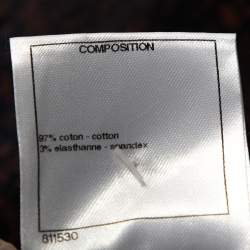 COMPOSITION
97% coton - cotton
3% elasthanne - spandex
811530